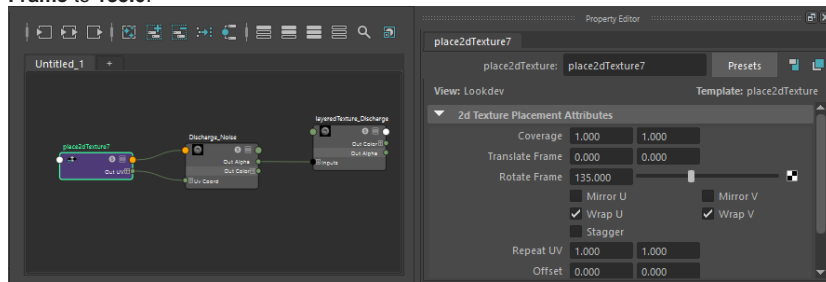 Frame is 135.0.
Property Editor
Untitled_1 +
place2dTexture7
place2dTexture: place2dTexture7 Presets
View: Lookdev Template: place2dTexture
2d Texture Placement Attributes
Coverage 1.000 1.000
Translate Frame 0.000 0.000
Rotate Frame 135.000
Mirror U Mirror V
Wrap U Wrap V
Stagger
Repeat UV 1.000 1.000
Offset 0.000 0.000
place2dTexture7
Out UV
Discharge_Noise
Out Alpha
Out Color
Uv Coord
layeredTexture_Discharge
Out Color
Out Alpha
Inputs